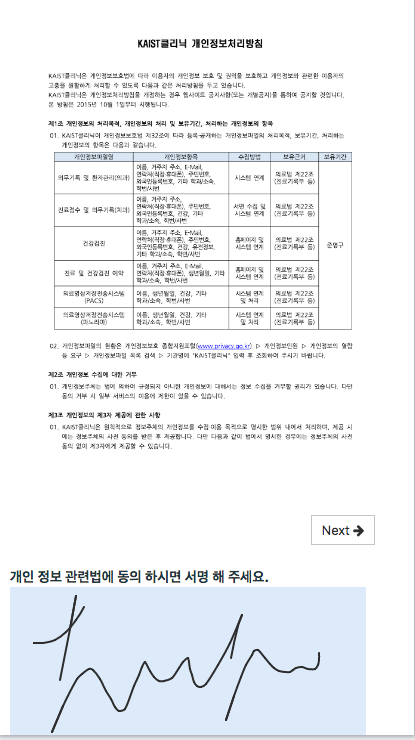 KAIST클리닉 개인정보처리방침
KAIST클리닉은 개인정보보호법에 따라 이용자의 개인정보 보호 및 권익을 보호하고 개인정보와 관련한 이용자의
고충을 원활하게 처리할 수 있도록 다음과 같은 처리방침을 두고 있습니다.
KAIST클리닉은 개인정보처리방침을 개정하는 경우 웹사이트 공지사항(또는 개별공지)을 통하여 공지할 것입니다.
본 방침은 2015년 10월 1일부터 시행됩니다.
제1조 개인정보의 처리목적, 개인정보의 처리 및 보유기간, 처리하는 개인정보의 항목
01. KAIST클리닉이 개인정보보호법 제32조에 따라 등록·공개하는 개인정보파일의 처리목적, 보유기간, 처리하는
개인정보의 항목은 다음과 같습니다.
개인정보파일명 개인정보항목 수집방법 보유근거 보유기간
의무기록 및 환자관리(의과) 이름, 거주지 주소, E-Mail, 연락처(직장·휴대폰), 주민번호, 외국인등록번호, 기타 학과/소속, 학번/사번 시스템 연계 의료법 제22조 (진료기록부 등) 준영구
진료접수 및 의무기록(치과) 이름, 거주지 주소, E-Mail, 연락처(직장·휴대폰), 주민번호, 외국인등록번호, 건강, 기타 학과/소속, 학번/사번 서면 수집 및 시스템 연계 의료법 제22조 (진료기록부 등)
건강검진 이름, 거주지 주소, E-Mail, 연락처(직장·휴대폰), 주민번호, 외국인등록번호, 건강, 유전정보, 기타 학과/소속, 학번/사번 홈페이지 및 시스템 연계 의료법 제22조 (진료기록부 등)
진료 및 건강검진 예약 이름, 거주지 주소, E-Mail, 연락처(직장·휴대폰), 생년월일, 기타 학과/소속, 학번/사번 홈페이지 및 시스템 연계 의료법 제22조 (진료기록부 등)
의료영상저장전송시스템 (PACS) 이름, 생년월일, 건강, 기타 학과/소속, 학번/사번 시스템 연계 및 처리 의료법 제22조 (진료기록부 등)
의료영상저장전송시스템 (파노라마) 이름, 생년월일, 건강, 기타 학과/소속, 학번/사번 시스템 연계 및 처리 의료법 제22조 (진료기록부 등)
02. 개인정보파일의 현황은 개인정보보호 종합지원포털(www.privacy.go.kr) ▷ 개인정보민원 ▷ 개인정보의 열람
등 요구 ▷ 개인정보파일 목록 검색 ▷ 기관명에 "KAIST클리닉" 입력 후 조회하여 주시기 바랍니다.
제2조 개인정보 수집에 대한 거부
01. 개인정보주체는 법에 의하여 규정되지 아니한 개인정보에 대해서는 정보 수집을 거부할 권리가 있습니다. 다만
동의 거부 시 일부 서비스의 이용에 제한이 있을 수 있습니다.
제3조 개인정보의 제3자 제공에 관한 사항
01. KAIST클리닉은 원칙적으로 정보주체의 개인정보를 수집·이용 목적으로 명시한 범위 내에서 처리하며, 제공 시
에는 정보주체의 사전 동의를 받은 후 제공합니다. 다만 다음과 같이 법에서 명시한 경우에는 정보주체의 사전
동의 없이 제3자에게 제공할 수 있습니다.
Next
개인 정보 관련법에 동의 하시면 서명 해 주세요.